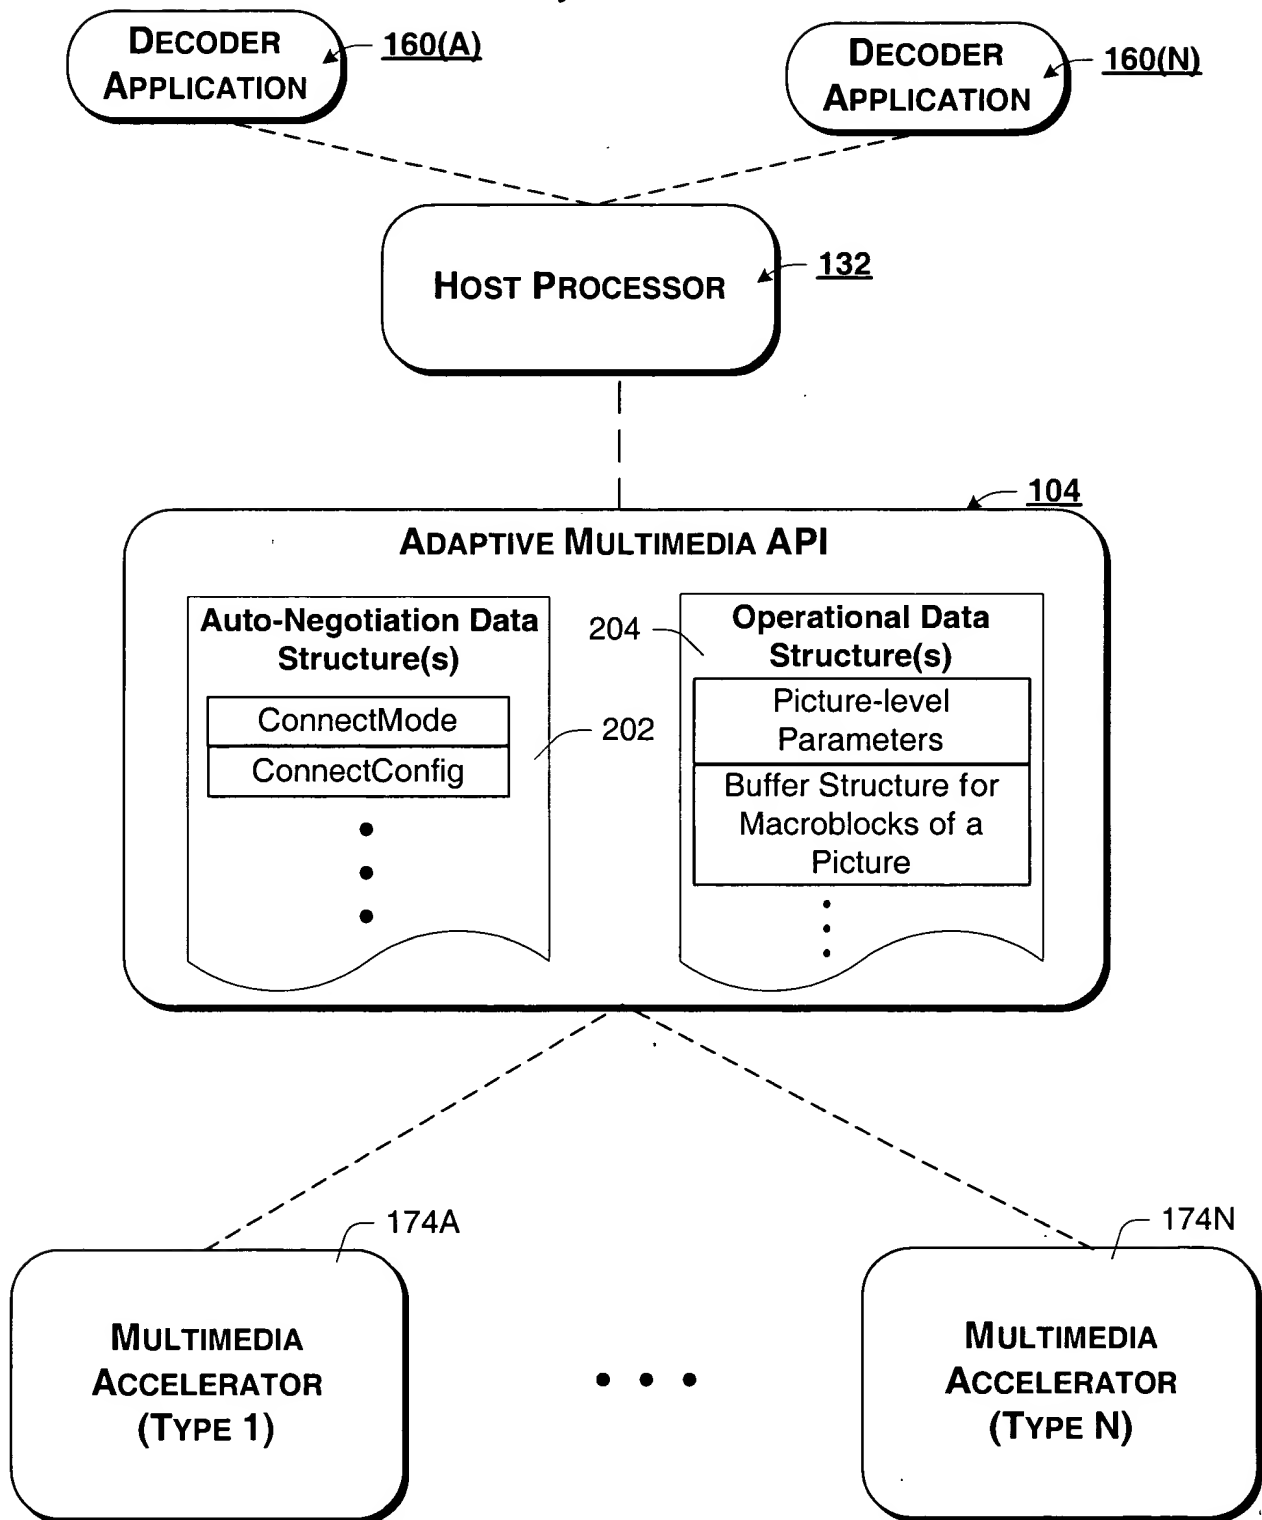 DECODER
APPLICATION
160(A)
DECODER
APPLICATION
160(N)
HOST PROCESSOR
132
104
ADAPTIVE MULTIMEDIA API
Auto-Negotiation Data
Structure(s)
ConnectMode
ConnectConfig
202
204
Operational Data
Structure(s)
Picture-level
Parameters
Buffer Structure for
Macroblocks of a
Picture
174A
MULTIMEDIA
ACCELERATOR
(TYPE 1)
174N
MULTIMEDIA
ACCELERATOR
(TYPE N)